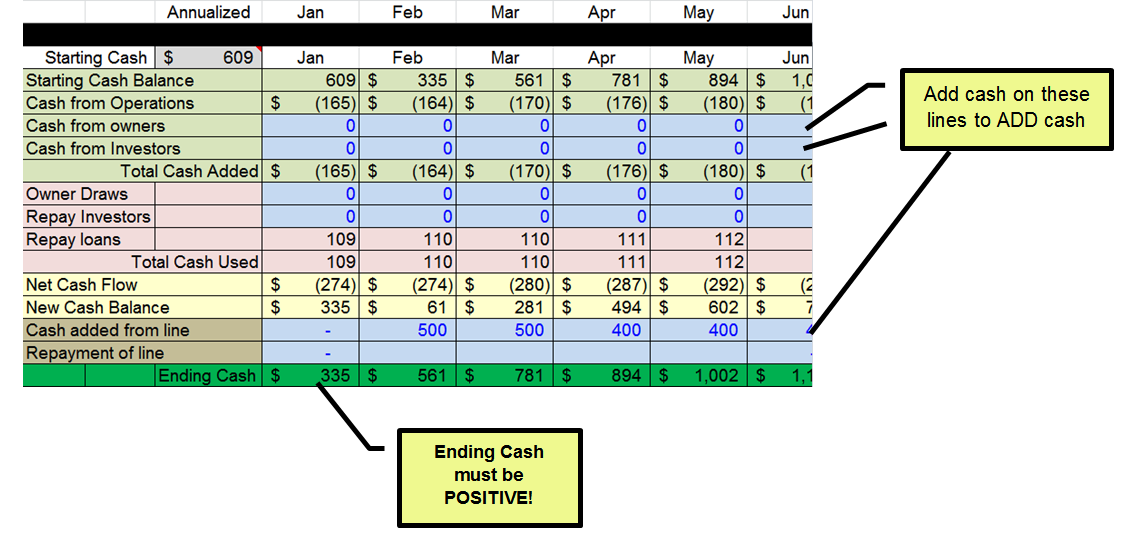 Annualized Jan Feb Mar Apr May Jun
Starting Cash $ 609 Jan Feb Mar Apr May Jun
Starting Cash Balance 609 $ 335 $ 561 $ 781 $ 894 $ 1,0
Cash from Operations $ (165) $ (164) $ (170) $ (176) $ (180) $ (1
Cash from owners 0 0 0 0 0
Cash from Investors 0 0 0 0 0
Total Cash Added $ (165) $ (164) $ (170) $ (176) $ (180) $ (1
Owner Draws 0 0 0 0 0
Repay Investors 0 0 0 0 0
Repay loans 109 110 110 111 112
Total Cash Used 109 110 110 111 112
Net Cash Flow $ (274) $ (274) $ (280) $ (287) $ (292) $ (2
New Cash Balance $ 335 $ 61 $ 281 $ 494 $ 602 $ 7
Cash added from line - 500 500 400 400 4
Repayment of line - -
Ending Cash $ 335 $ 561 $ 781 $ 894 $ 1,002 $ 1,1
Add cash on these
lines to ADD cash
Ending Cash
must be
POSITIVE!